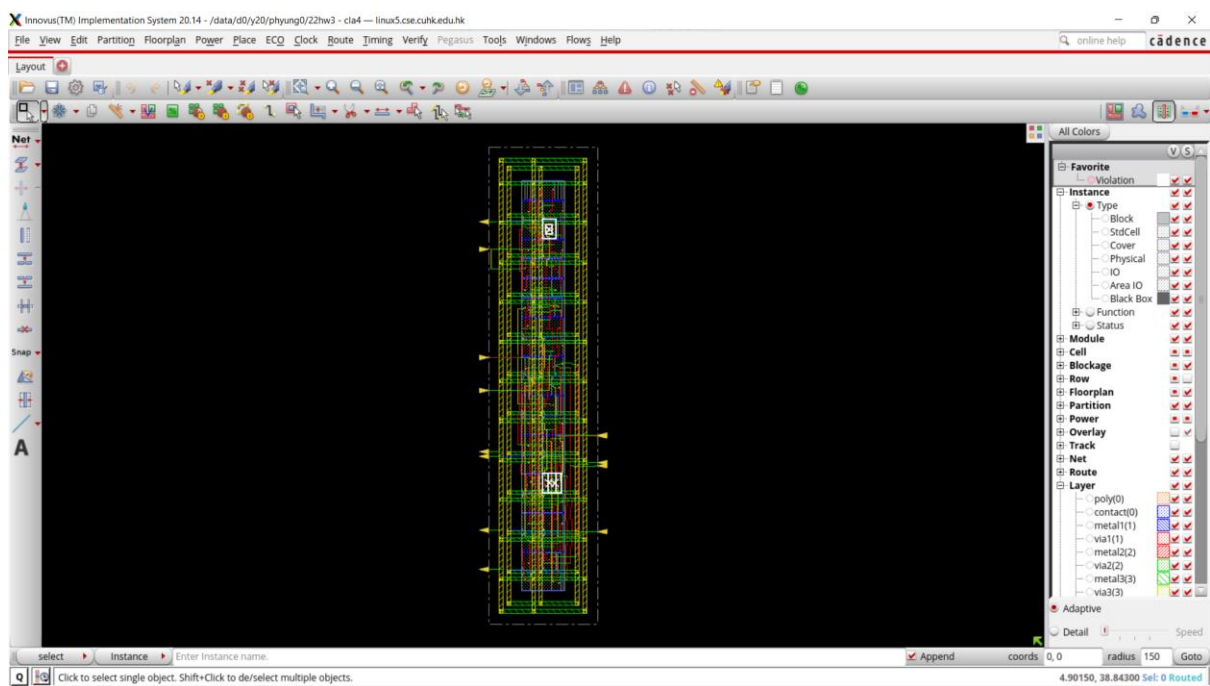 Innovus(TM) Implementation System 20.14 - /data/d0/y20/phyung0/22hw3 - cla4 — linux5.cse.cuhk.edu.hk
File View Edit Partition Floorplan Power Place ECO Clock Route Timing Verify Pegasus Tools Windows Flows Help
online help cādence
Layout
All Colors
Net
V S
Favorite
Violation
Instance
Type
Block
StdCell
Cover
Physical
IO
Area IO
Black Box
Function
Status
Snap
Module
Cell
Blockage
Row
Floorplan
Partition
Power
Overlay
A
Track
Net
Route
Layer
poly(0)
contact(0)
metal1(1)
via1(1)
metal2(2)
via2(2)
metal3(3)
via3(3)
Adaptive
Detail Speed
select Instance Enter Instance name. Append coords 0, 0 radius 150 Goto
Q Click to select single object. Shift+Click to de/select multiple objects. 4.90150, 38.84300 Sel: 0 Routed